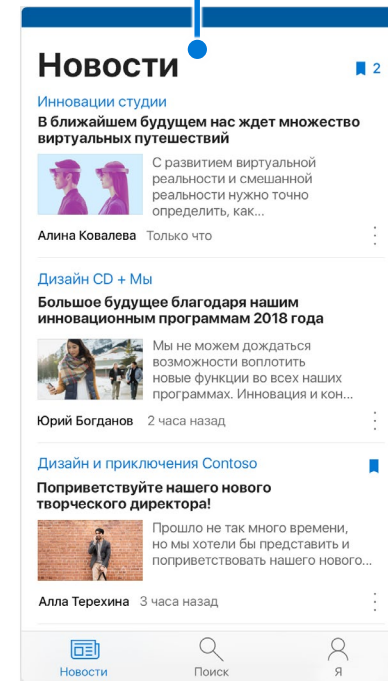 Новости
2
Инновации студии
В ближайшем будущем нас ждет множество
виртуальных путешествий
С развитием виртуальной
реальности и смешанной
реальности нужно точно
определить, как...
Алина Ковалева Только что
Дизайн CD + Мы
Большое будущее благодаря нашим
инновационным программам 2018 года
Мы не можем дождаться
возможности воплотить
новые функции во всех наших
программах. Инновация и кон...
Юрий Богданов 2 часа назад
Дизайн и приключения Contoso
Поприветствуйте нашего нового
творческого директора!
Прошло не так много времени,
но мы хотели бы представить и
поприветствовать нашего нового...
Алла Терехина 3 часа назад
Новости Поиск Я